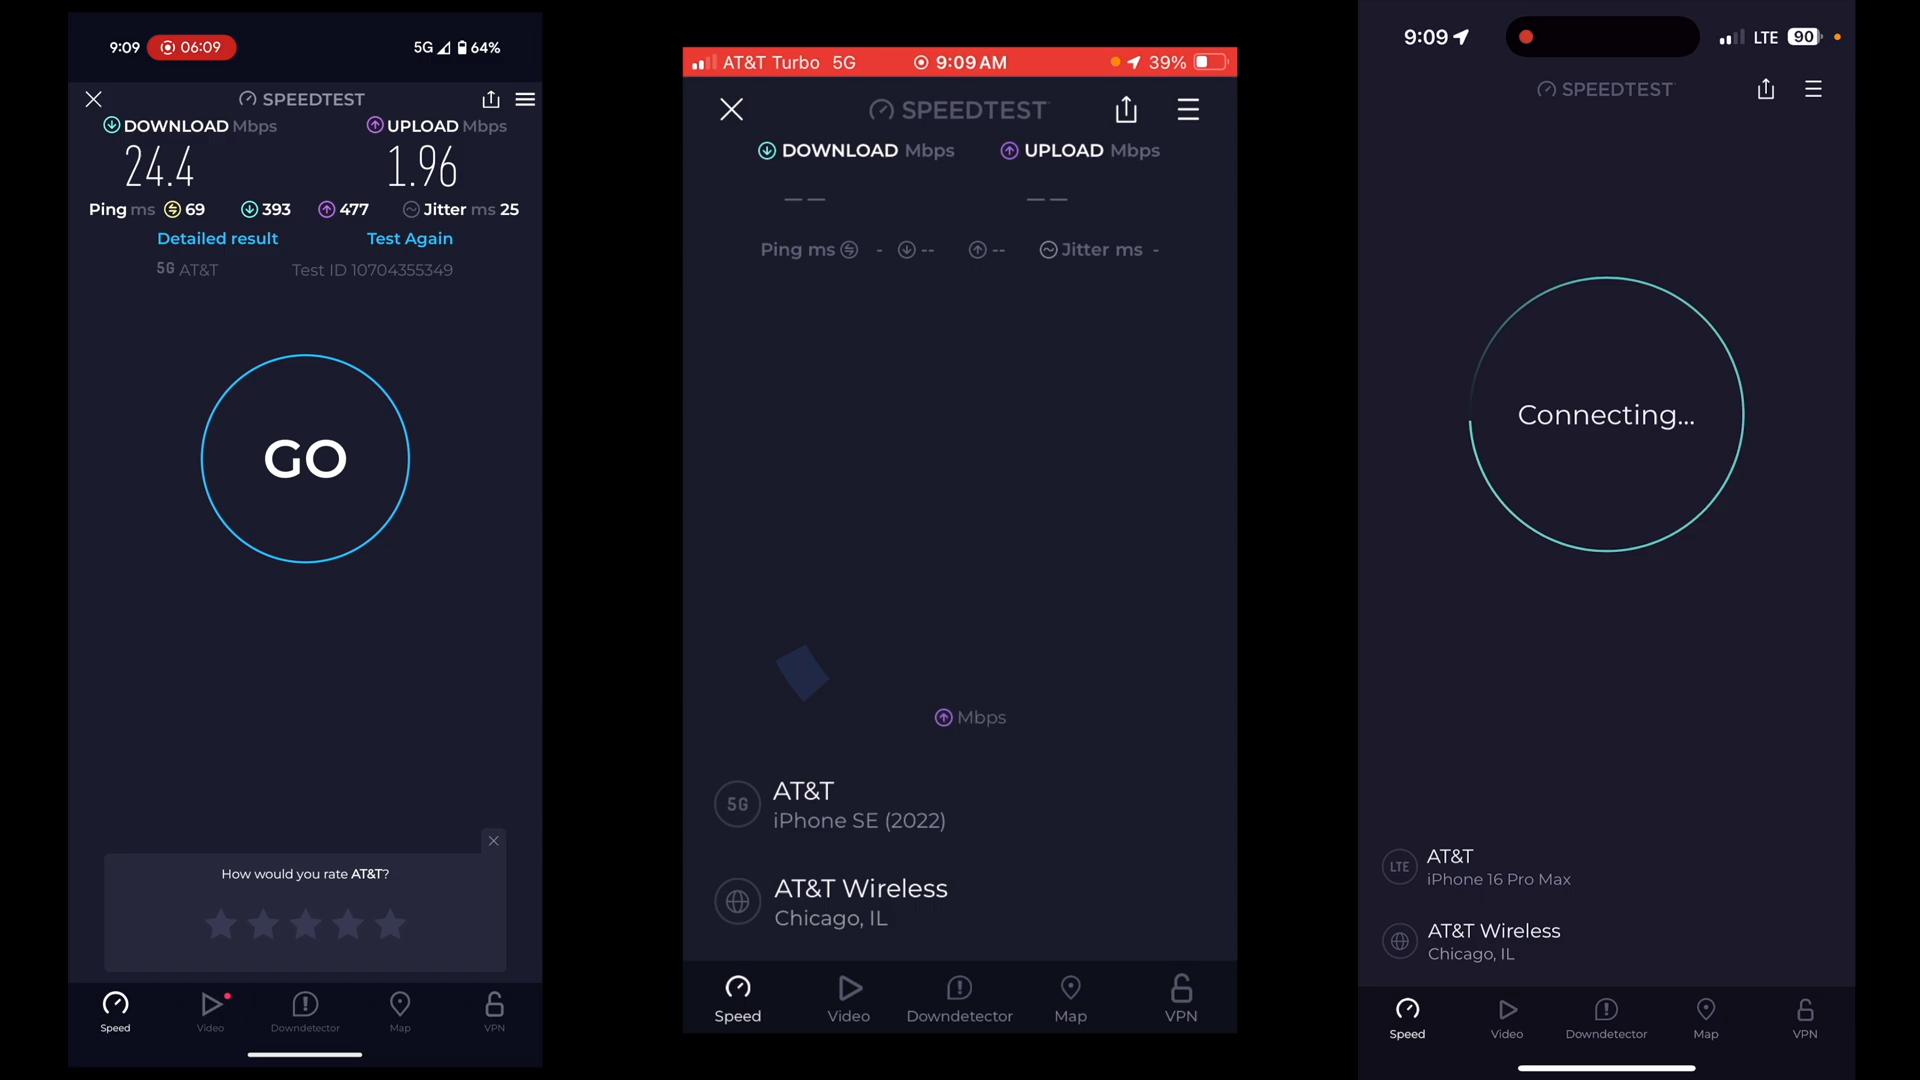 9:09 06:09 5G 64%
SPEEDTEST
DOWNLOAD Mbps UPLOAD Mbps
24.4 1.96
Ping ms 69 393 477 Jitter ms 25
Detailed result Test Again
5G AT&T Test ID 10704355349
GO
How would you rate AT&T?
Speed Video Downdetector Map VPN
AT&T Turbo 5G 9:09 AM 39%
SPEEDTEST
DOWNLOAD Mbps UPLOAD Mbps
— — — —
Ping ms - -- -- Jitter ms -
Mbps
5G AT&T
iPhone SE (2022)
AT&T Wireless
Chicago, IL
Speed Video Downdetector Map VPN
9:09 LTE 90
SPEEDTEST
Connecting...
LTE AT&T
iPhone 16 Pro Max
AT&T Wireless
Chicago, IL
Speed Video Downdetector Map VPN